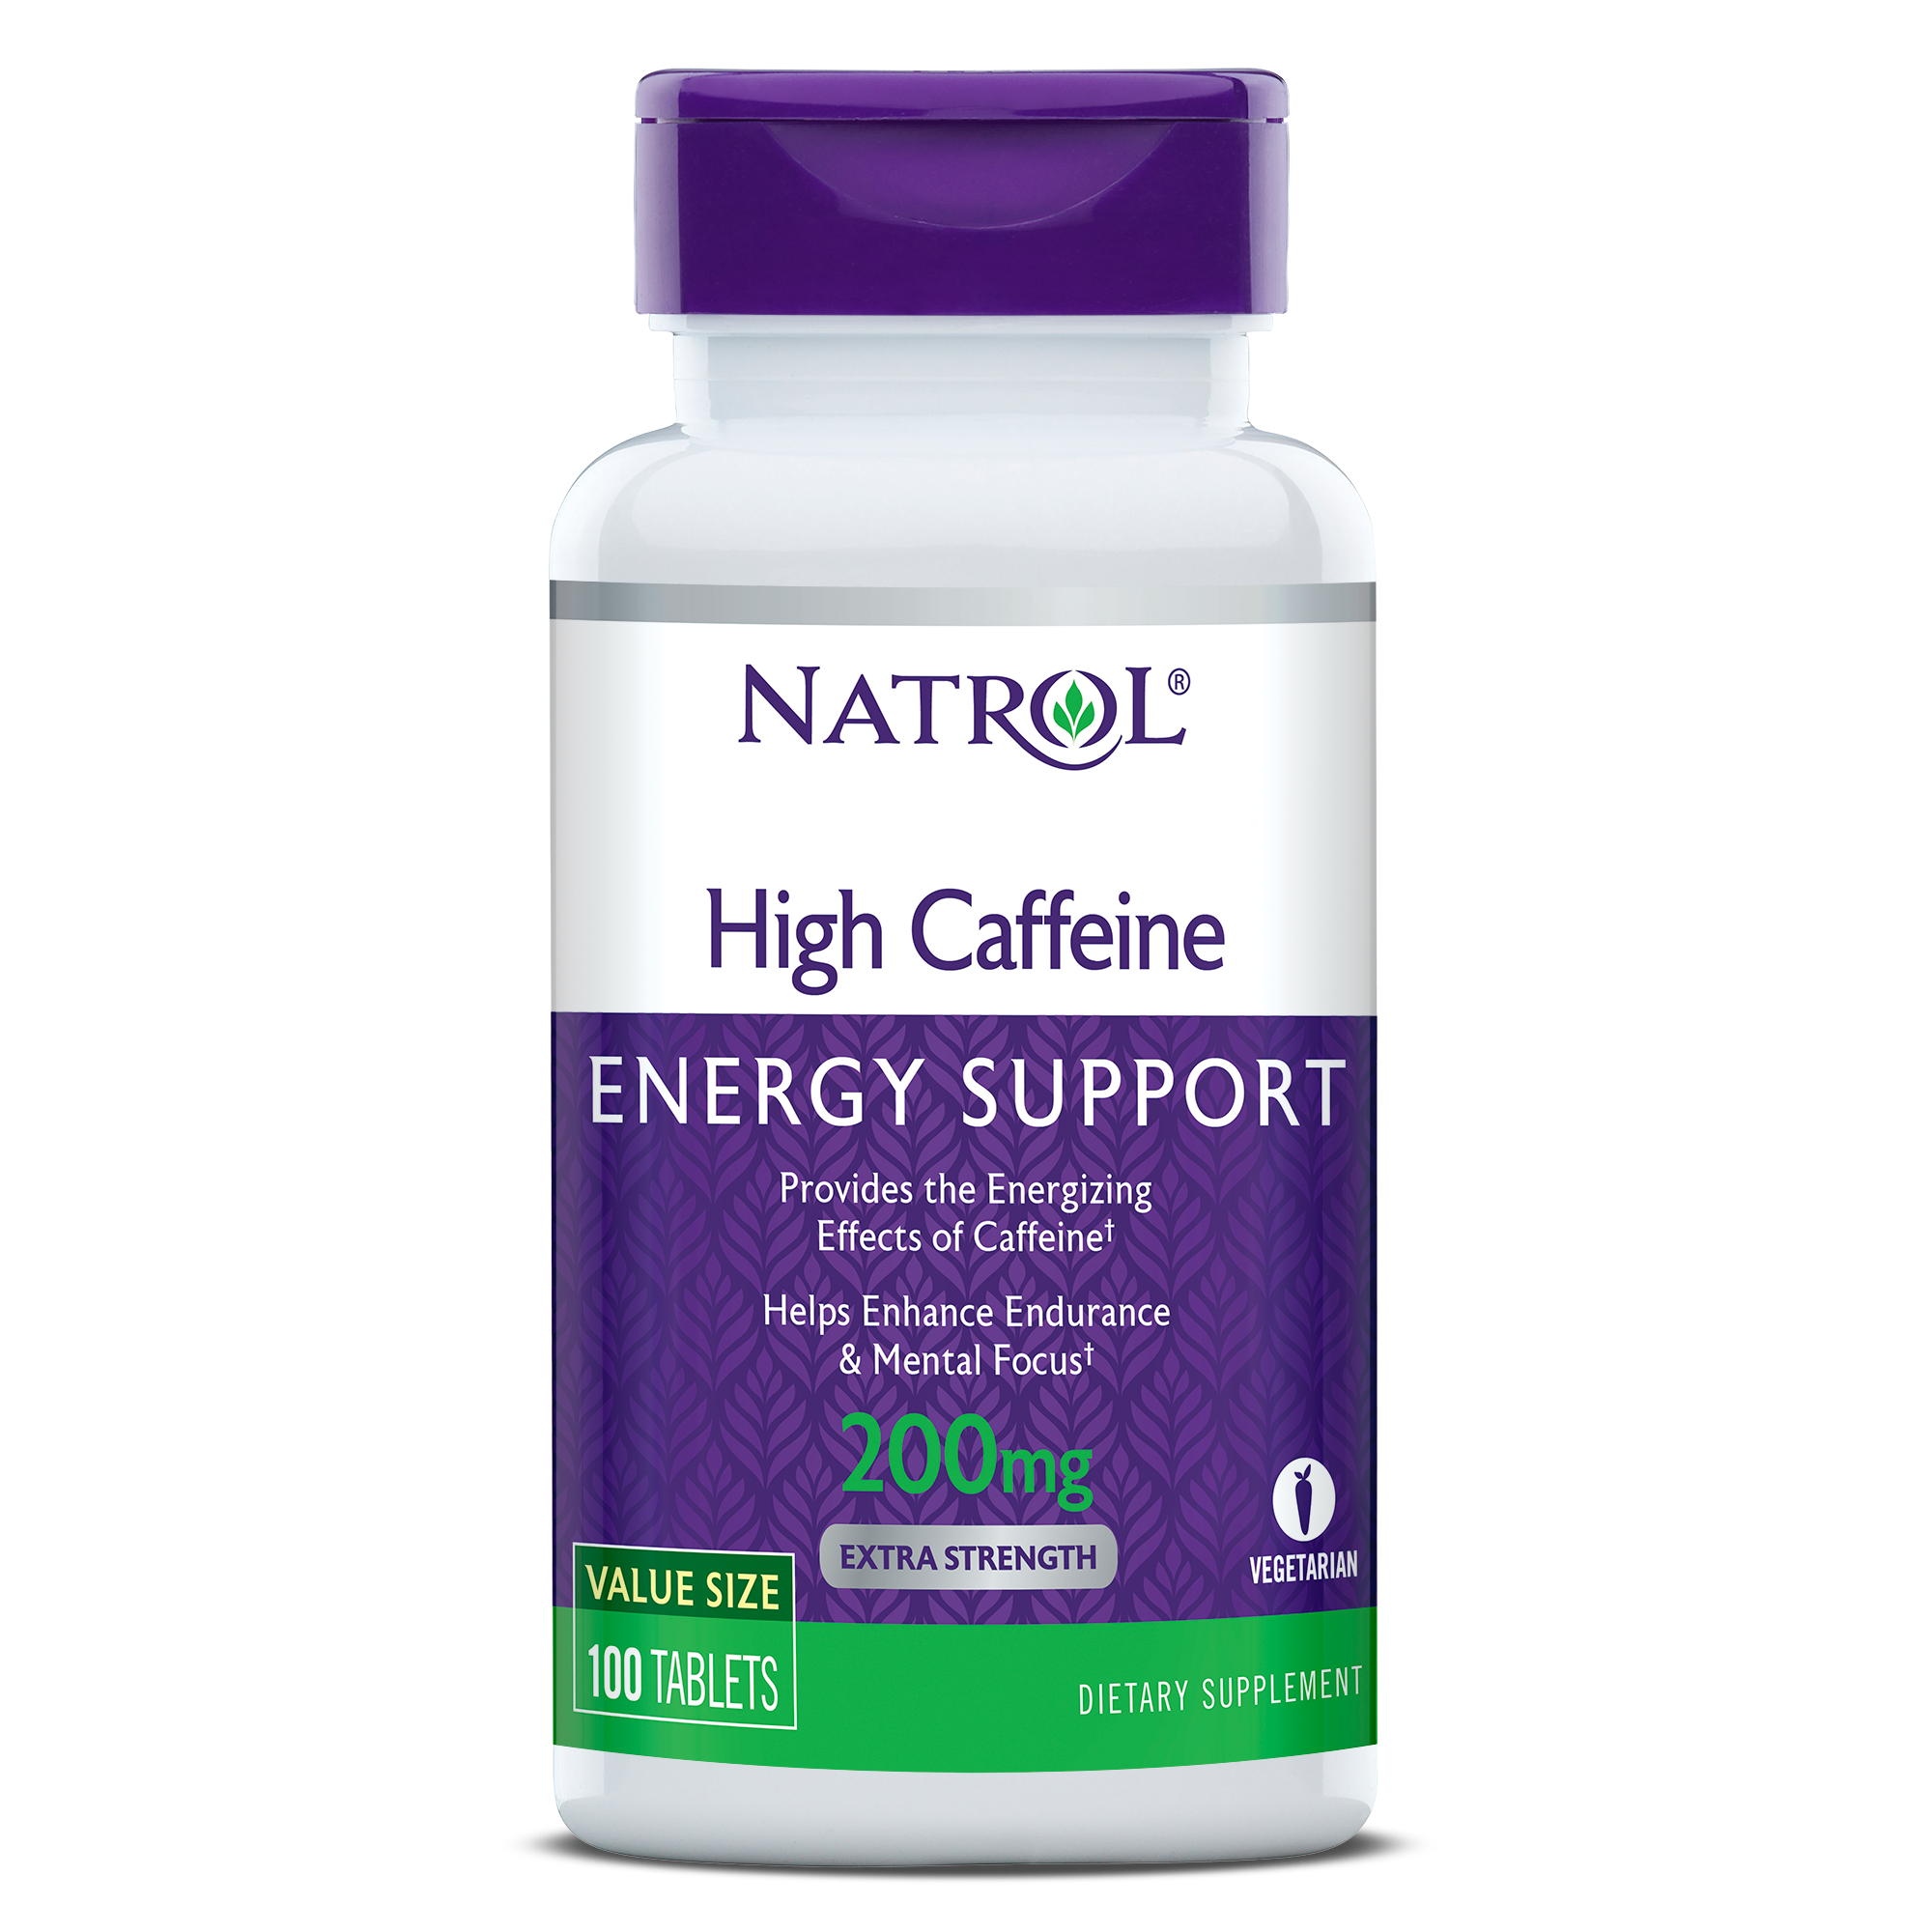 NATROL®
High Caffeine
ENERGY SUPPORT
Provides the Energizing
Effects of Caffeine†
Helps Enhance Endurance
& Mental Focus†
200mg
EXTRA STRENGTH
VEGETARIAN
VALUE SIZE
100 TABLETS
DIETARY SUPPLEMENT